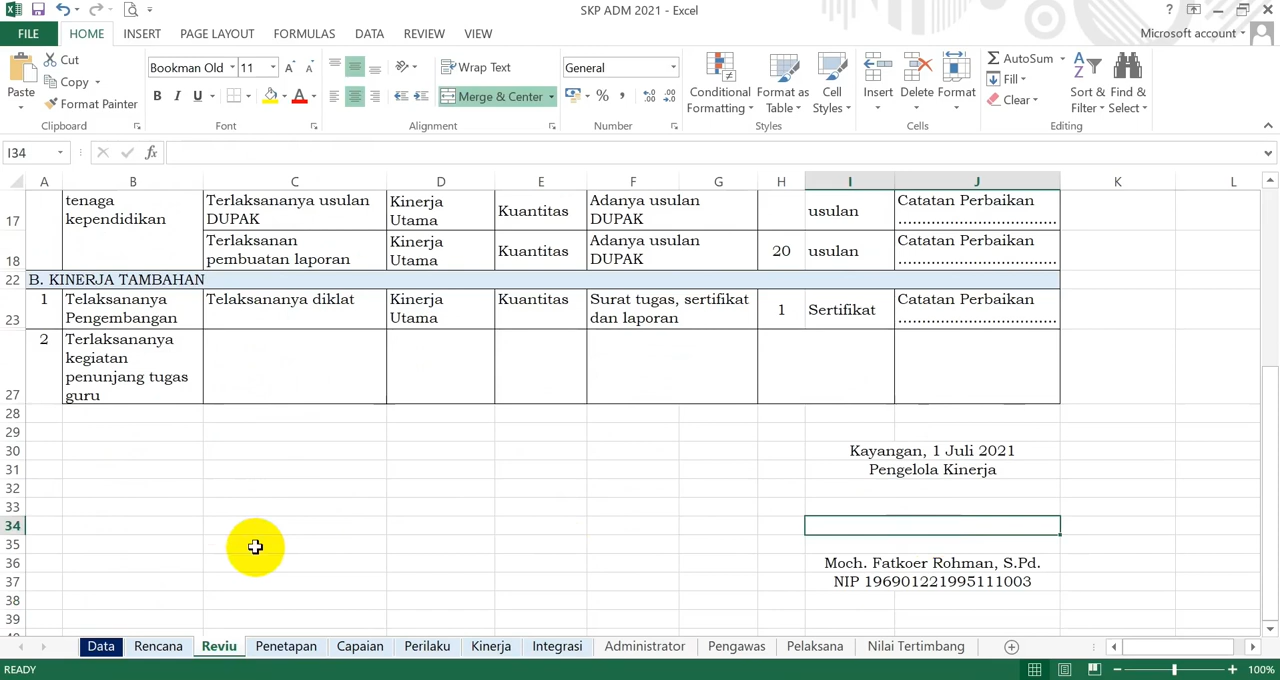 SKP ADM 2021 - Excel
?
FILE HOME INSERT PAGE LAYOUT FORMULAS DATA REVIEW VIEW Microsoft account
Paste
Cut
Copy
Format Painter
Clipboard
Bookman Old 11
B I U
Font
Wrap Text
Merge & Center
Alignment
General
Number
Conditional Formatting
Format as Table
Cell Styles
Styles
Insert Delete Format
Cells
AutoSum
Fill
Clear
Sort & Filter
Find & Select
Editing
I34
fx
A B C D E F G H I J K L
17
tenaga
kependidikan
Terlaksananya usulan
DUPAK
Kinerja
Utama
Kuantitas
Adanya usulan
DUPAK
usulan
Catatan Perbaikan
................................
18
Terlaksanan
pembuatan laporan
Kinerja
Utama
Kuantitas
Adanya usulan
DUPAK
20
usulan
Catatan Perbaikan
................................
22 B. KINERJA TAMBAHAN
23
1
Telaksananya
Pengembangan
Telaksananya diklat
Kinerja
Utama
Kuantitas
Surat tugas, sertifikat
dan laporan
1
Sertifikat
Catatan Perbaikan
................................
27
2
Terlaksananya
kegiatan
penunjang tugas
guru
28
29
30 Kayangan, 1 Juli 2021
31 Pengelola Kinerja
32
33
34
35
36 Moch. Fatkoer Rohman, S.Pd.
37 NIP 196901221995111003
38
39
Data Rencana Reviu Penetapan Capaian Perilaku Kinerja Integrasi Administrator Pengawas Pelaksana Nilai Tertimbang
READY 100%